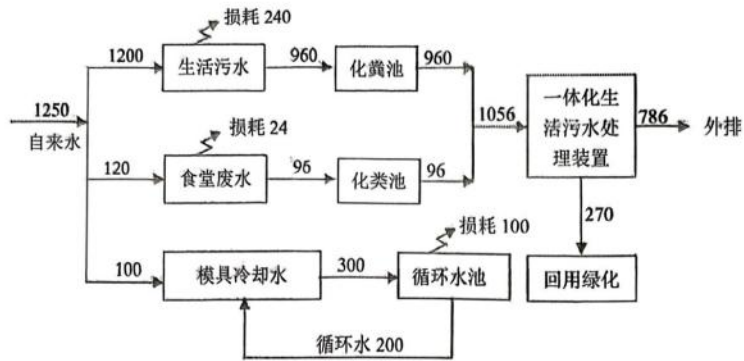 损耗 240
1200
生活污水
960
化粪池
960
1250
自来水
损耗 24
120
食堂废水
96
化类池
96
1056
一体化生
活污水处
理装置
786
外排
270
回用绿化
100
模具冷却水
300
损耗 100
循环水池
循环水 200